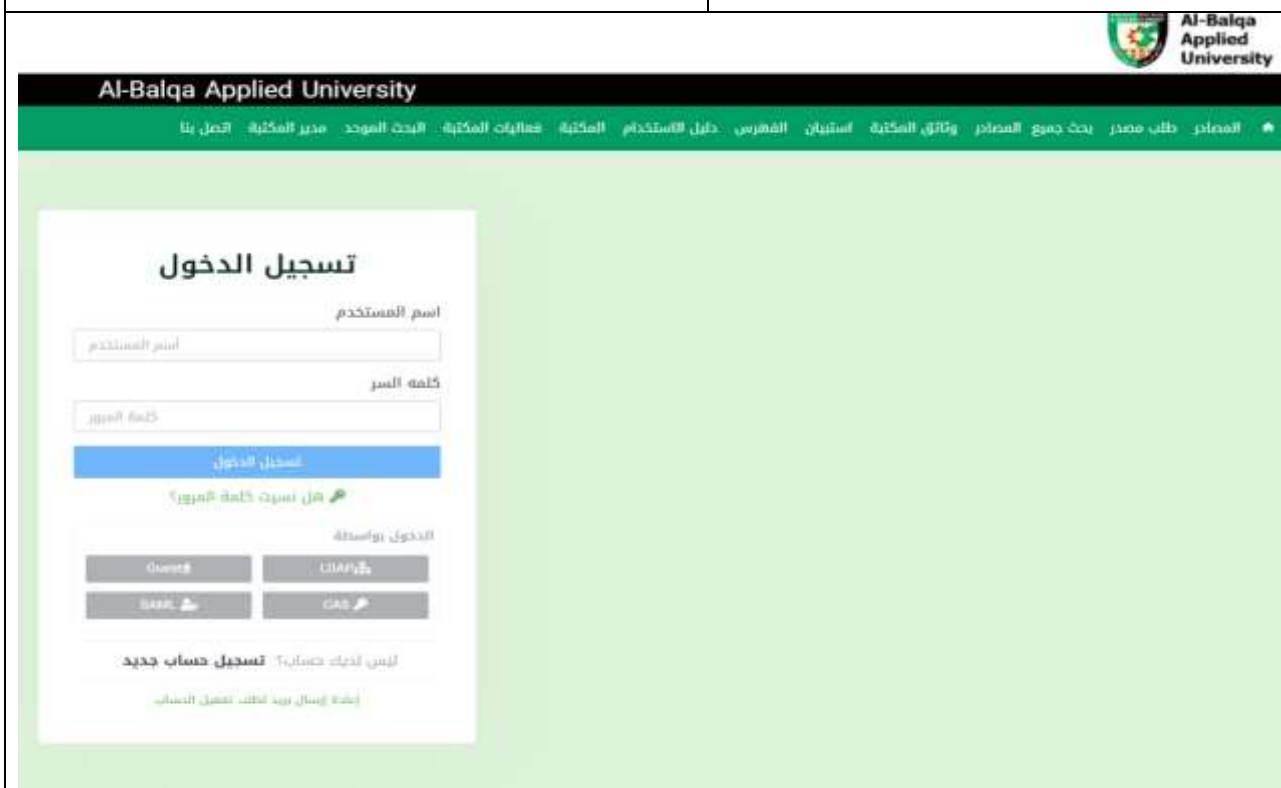 Al-Balqa
Applied
University
Al-Balqa Applied University
المصادر طلب مصدر بحث جميع المصادر وثائق المكتبة استبيان الفهرس دليل الاستخدام المكتبة فعاليات المكتبة البحث الموحد مدير المكتبة اتصل بنا
تسجيل الدخول
اسم المستخدم
اسم المستخدم
كلمه السر
كلمة المرور
تسجيل الدخول
هل نسيت كلمة المرور؟
الدخول بواسطة
LDAP Guest
CAS SAML
ليس لديك حساب؟ تسجيل حساب جديد
إعادة إرسال بريد لطلب تفعيل الحساب